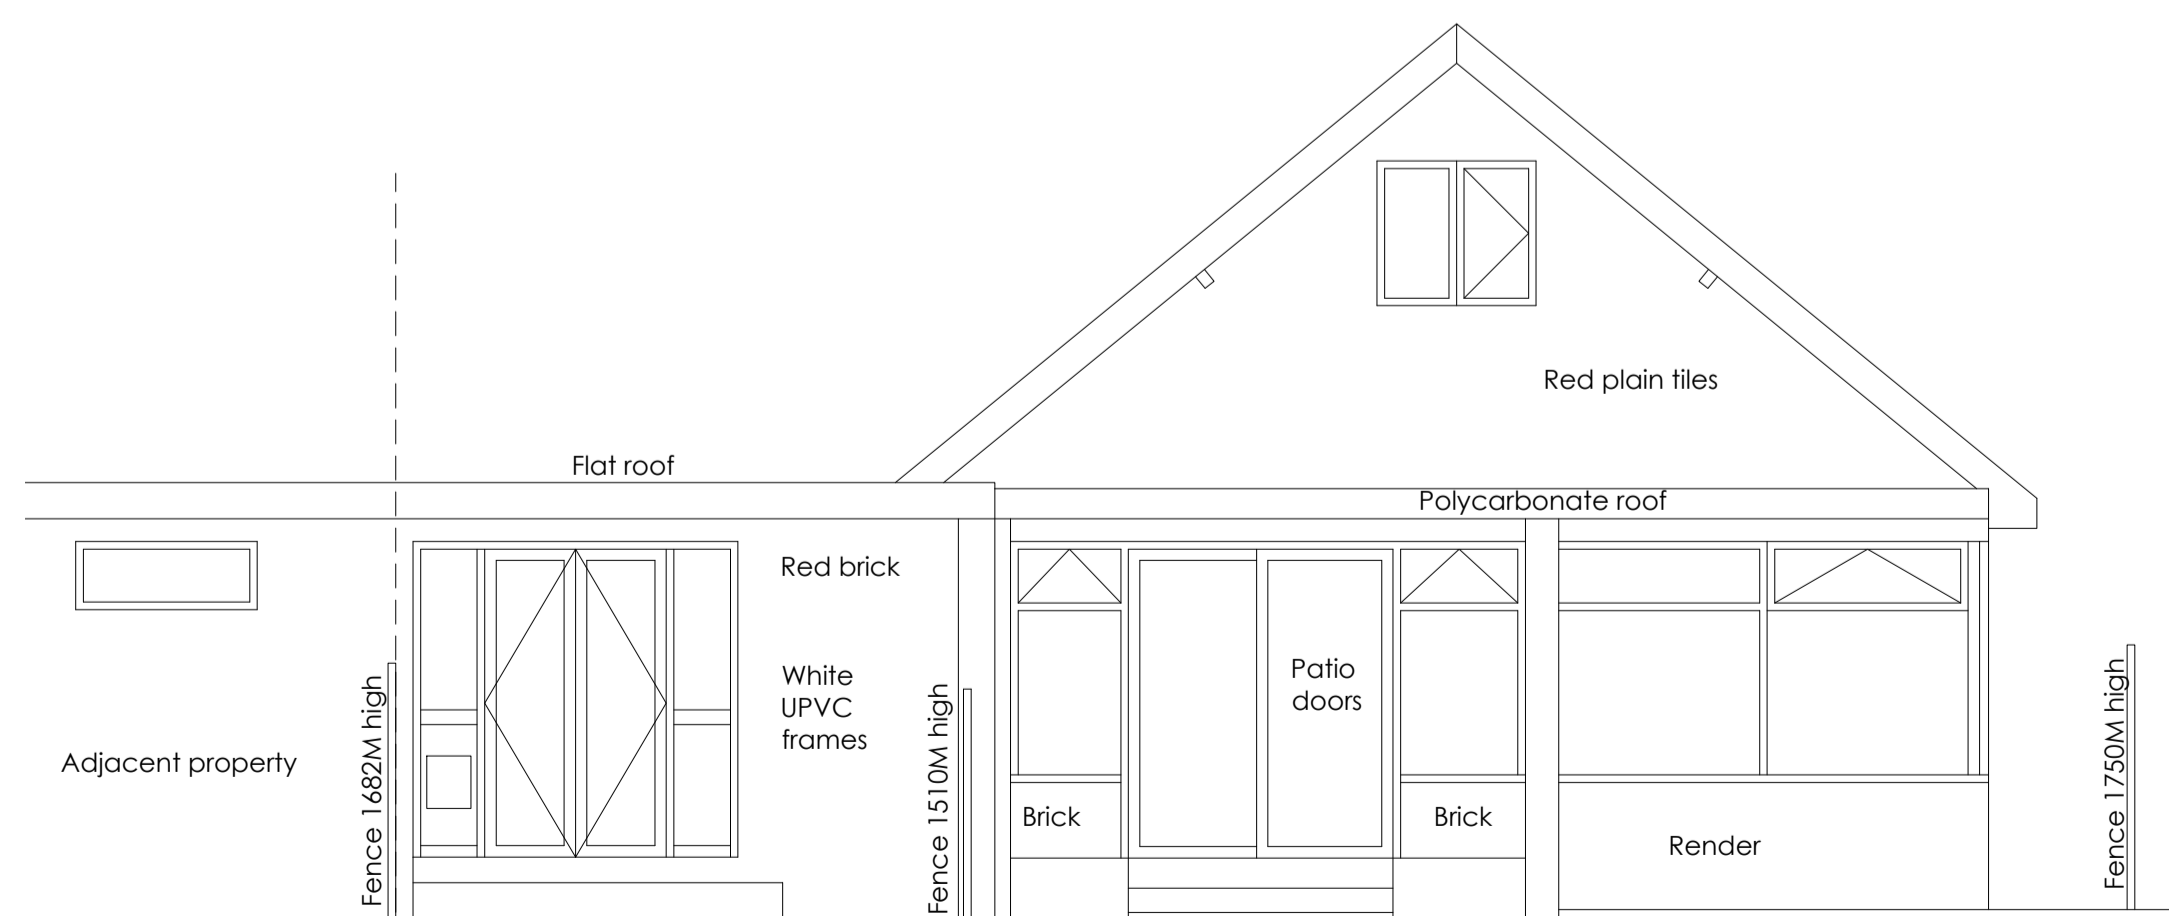 Red plain tiles
Flat roof
Polycarbonate roof
Red brick
White
UPVC
frames
Patio
doors
Adjacent property
Fence 1682M high
Fence 1510M high
Fence 1750M high
Brick
Brick
Render